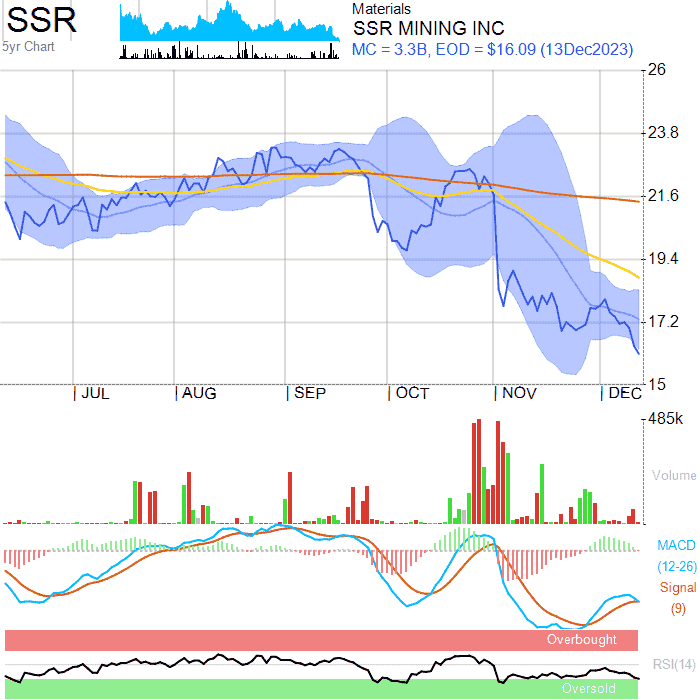 SSR
5yr Chart
Materials
SSR MINING INC
MC = 3.3B, EOD = $16.09 (13Dec2023)
26
23.8
21.6
19.4
17.2
15
| JUL | AUG | SEP | OCT | NOV | DEC
485k
Volume
MACD
(12-26)
Signal
(9)
Overbought
RSI(14)
Oversold